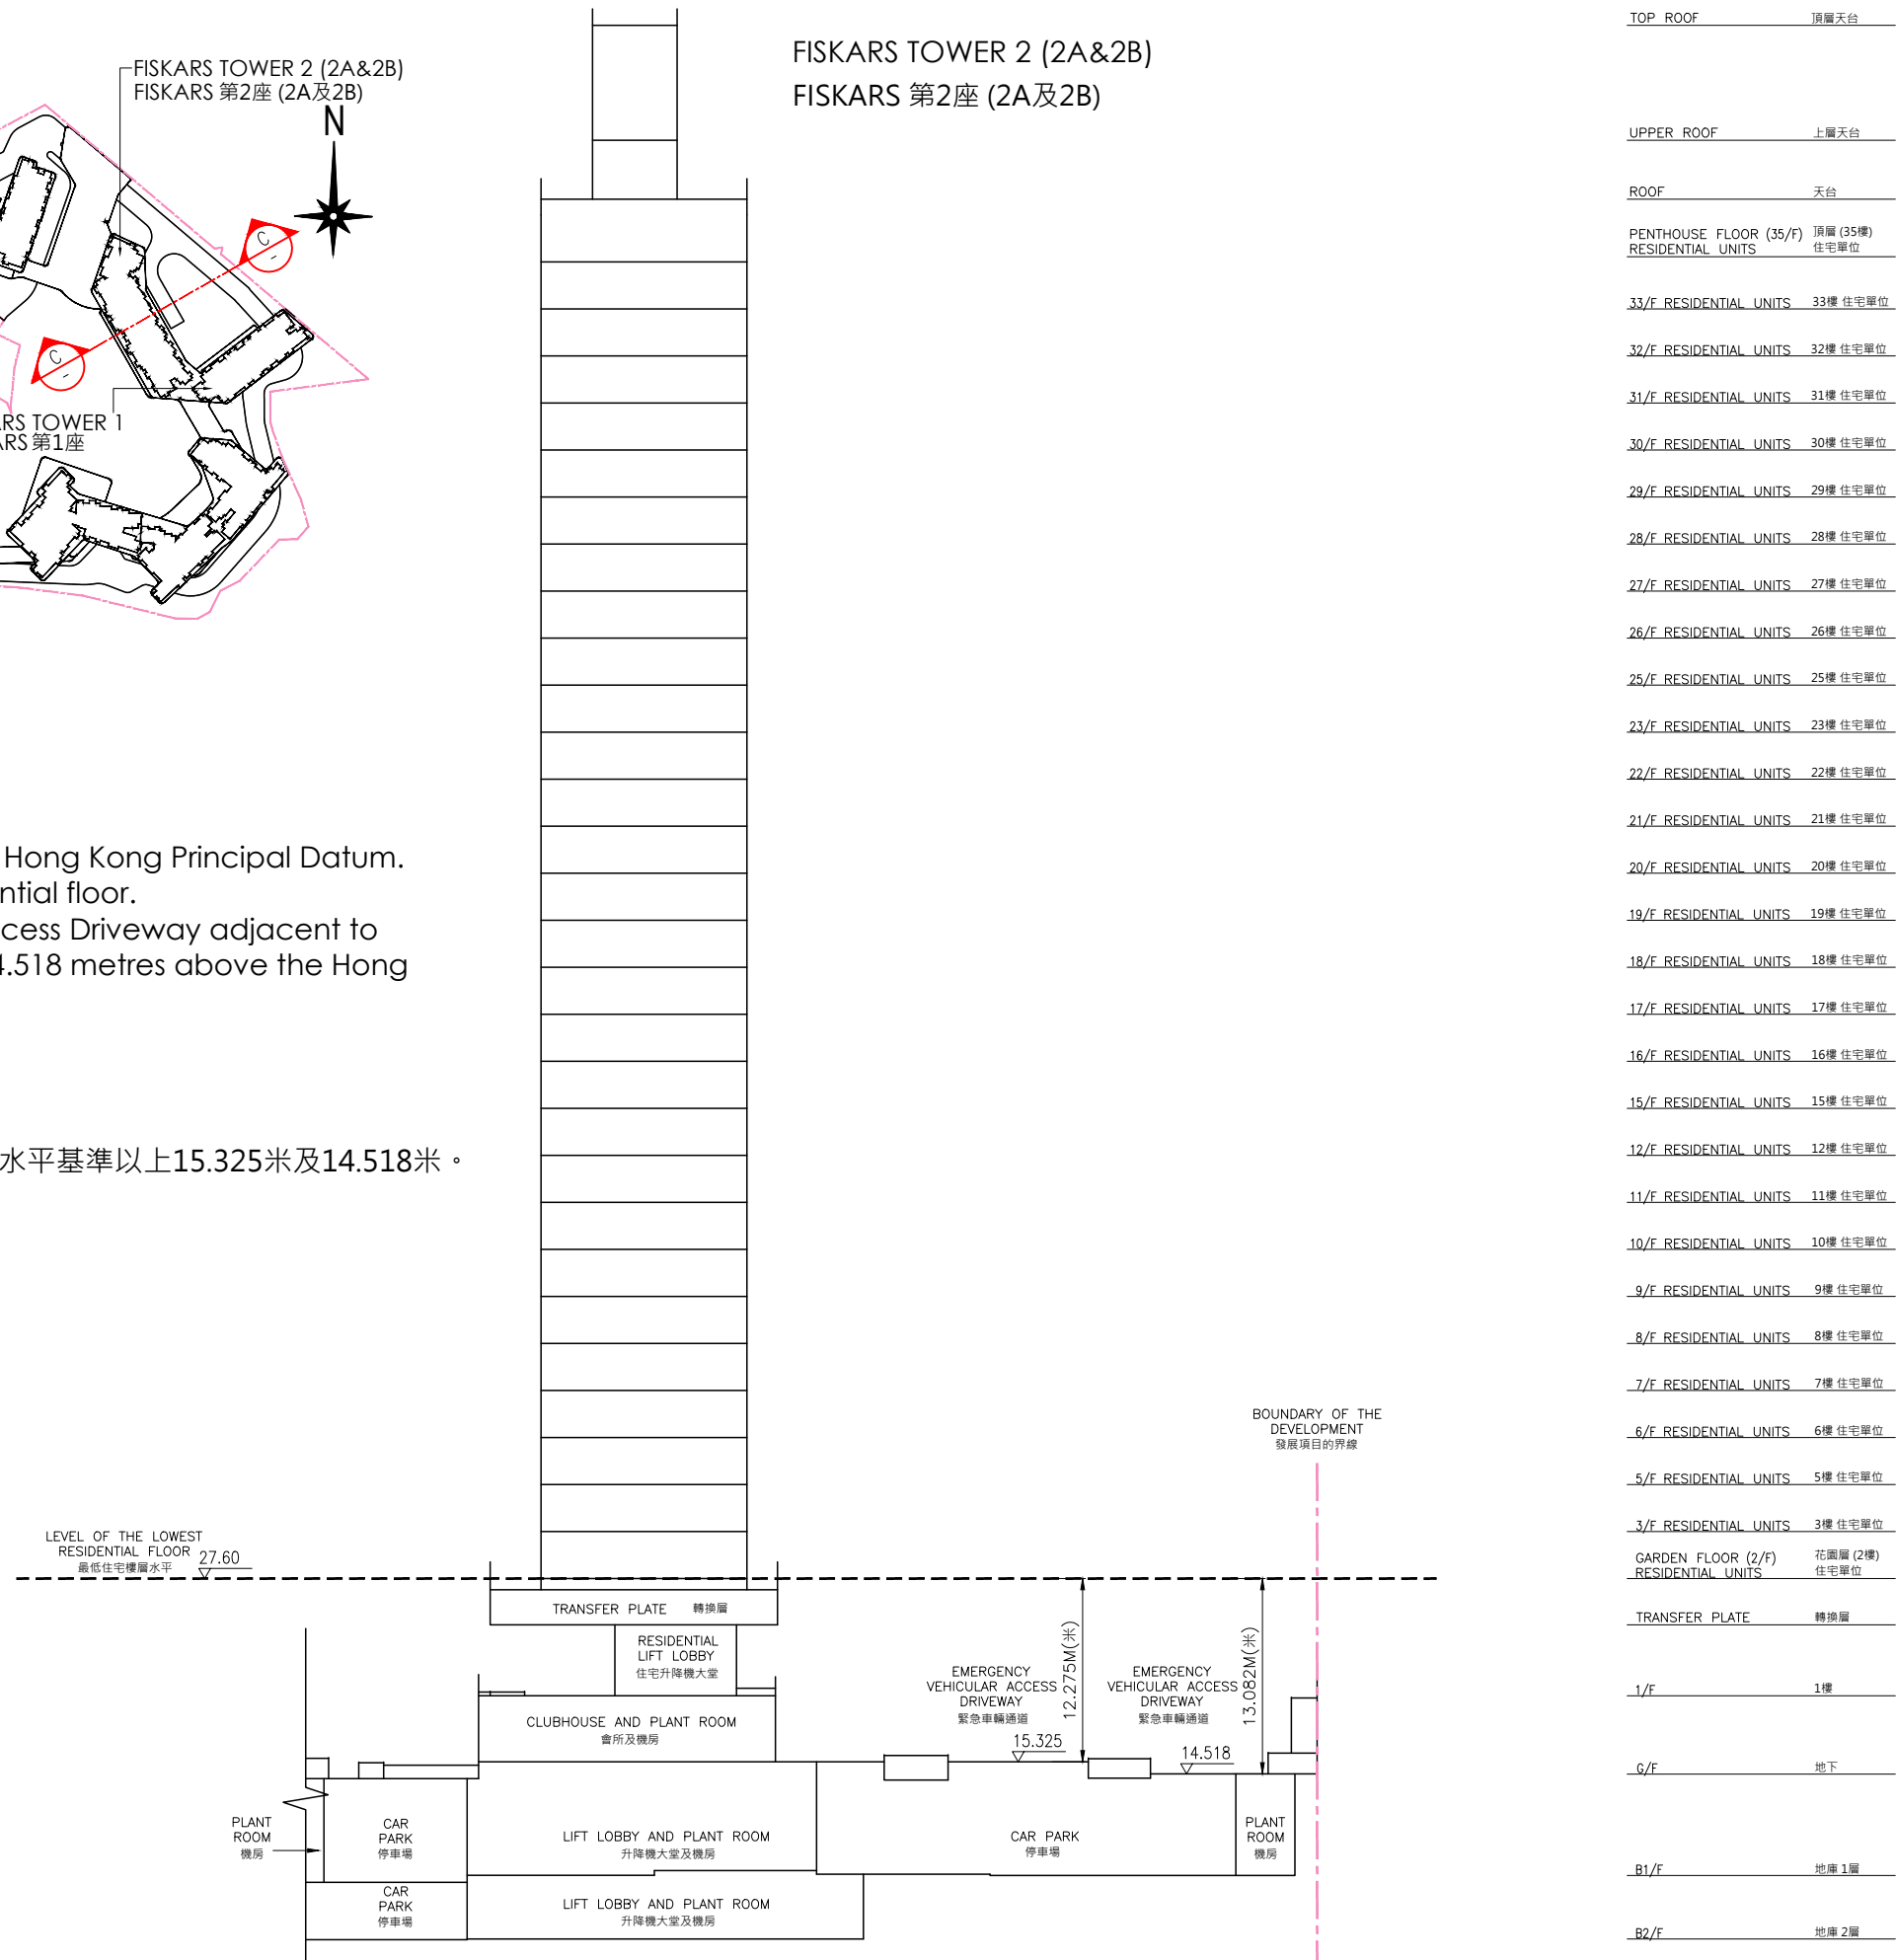 FISKARS TOWER 2 (2A&2B)
FISKARS 第2座 (2A及2B)
N
C
-
C
-
ARS TOWER 1
ARS 第1座
Hong Kong Principal Datum.
ntial floor.
cess Driveway adjacent to
4.518 metres above the Hong
水平基準以上15.325米及14.518米。
FISKARS TOWER 2 (2A&2B)
FISKARS 第2座 (2A及2B)
LEVEL OF THE LOWEST
RESIDENTIAL FLOOR
最低住宅樓層水平
27.60
TRANSFER PLATE 轉換層
RESIDENTIAL
LIFT LOBBY
住宅升降機大堂
CLUBHOUSE AND PLANT ROOM
會所及機房
EMERGENCY
VEHICULAR ACCESS
DRIVEWAY
緊急車輛通道
15.325
12.275M(米)
EMERGENCY
VEHICULAR ACCESS
DRIVEWAY
緊急車輛通道
14.518
13.082M(米)
BOUNDARY OF THE
DEVELOPMENT
發展項目的界線
PLANT
ROOM
機房
CAR
PARK
停車場
LIFT LOBBY AND PLANT ROOM
升降機大堂及機房
CAR PARK
停車場
PLANT
ROOM
機房
CAR
PARK
停車場
LIFT LOBBY AND PLANT ROOM
升降機大堂及機房
TOP ROOF 頂層天台
UPPER ROOF 上層天台
ROOF 天台
PENTHOUSE FLOOR (35/F) 頂層 (35樓)
RESIDENTIAL UNITS 住宅單位
33/F RESIDENTIAL UNITS 33樓 住宅單位
32/F RESIDENTIAL UNITS 32樓 住宅單位
31/F RESIDENTIAL UNITS 31樓 住宅單位
30/F RESIDENTIAL UNITS 30樓 住宅單位
29/F RESIDENTIAL UNITS 29樓 住宅單位
28/F RESIDENTIAL UNITS 28樓 住宅單位
27/F RESIDENTIAL UNITS 27樓 住宅單位
26/F RESIDENTIAL UNITS 26樓 住宅單位
25/F RESIDENTIAL UNITS 25樓 住宅單位
23/F RESIDENTIAL UNITS 23樓 住宅單位
22/F RESIDENTIAL UNITS 22樓 住宅單位
21/F RESIDENTIAL UNITS 21樓 住宅單位
20/F RESIDENTIAL UNITS 20樓 住宅單位
19/F RESIDENTIAL UNITS 19樓 住宅單位
18/F RESIDENTIAL UNITS 18樓 住宅單位
17/F RESIDENTIAL UNITS 17樓 住宅單位
16/F RESIDENTIAL UNITS 16樓 住宅單位
15/F RESIDENTIAL UNITS 15樓 住宅單位
12/F RESIDENTIAL UNITS 12樓 住宅單位
11/F RESIDENTIAL UNITS 11樓 住宅單位
10/F RESIDENTIAL UNITS 10樓 住宅單位
9/F RESIDENTIAL UNITS 9樓 住宅單位
8/F RESIDENTIAL UNITS 8樓 住宅單位
7/F RESIDENTIAL UNITS 7樓 住宅單位
6/F RESIDENTIAL UNITS 6樓 住宅單位
5/F RESIDENTIAL UNITS 5樓 住宅單位
3/F RESIDENTIAL UNITS 3樓 住宅單位
GARDEN FLOOR (2/F) 花園層 (2樓)
RESIDENTIAL UNITS 住宅單位
TRANSFER PLATE 轉換層
1/F 1樓
G/F 地下
B1/F 地庫 1層
B2/F 地庫 2層